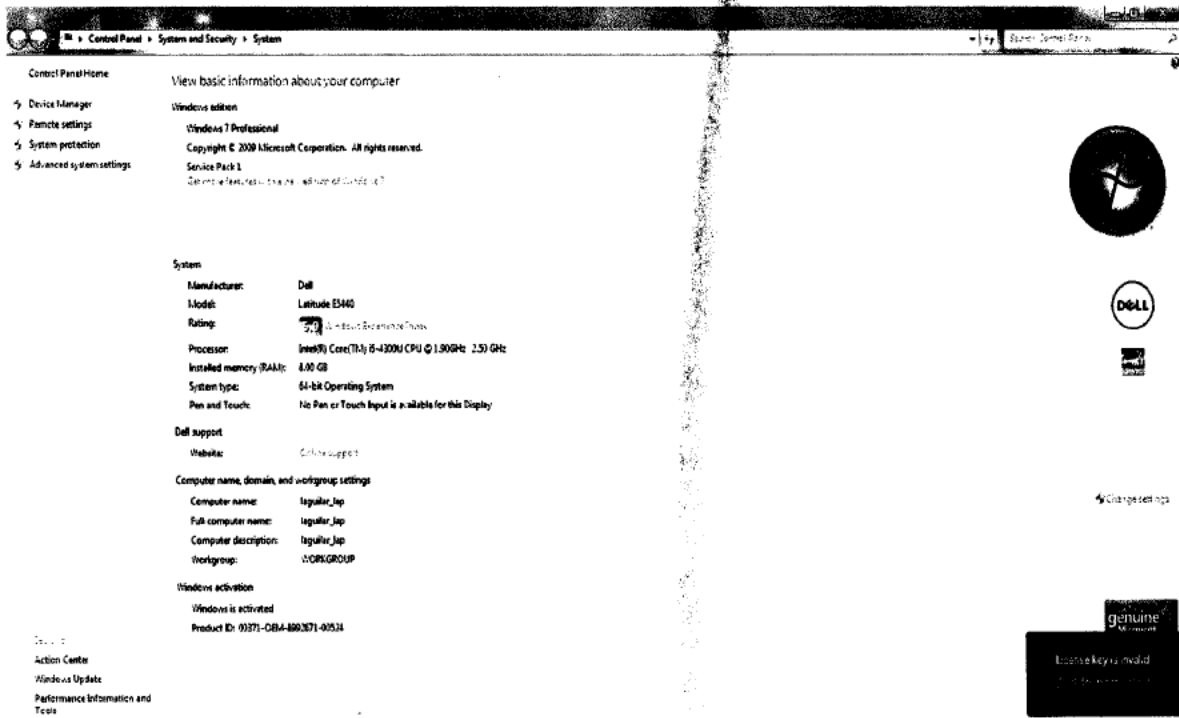 Control Panel ▸ System and Security ▸ System
Control Panel Home
Device Manager
Remote settings
System protection
Advanced system settings
View basic information about your computer
Windows edition
Windows 7 Professional
Copyright © 2009 Microsoft Corporation. All rights reserved.
Service Pack 1
System
Manufacturer: Dell
Model: Latitude E5440
Rating: Windows Experience Index
Processor: Intel(R) Core(TM) i5-4300U CPU @ 1.90GHz 2.50 GHz
Installed memory (RAM): 8.00 GB
System type: 64-bit Operating System
Pen and Touch: No Pen or Touch Input is available for this Display
DELL
Dell support
Website: Online support
Computer name, domain, and workgroup settings
Computer name: laguilar_lap
Change settings
Full computer name: laguilar_lap
Computer description: laguilar_lap
Workgroup: WORKGROUP
Windows activation
Windows is activated
Product ID:
genuine
Microsoft
License key is invalid
Action Center
Windows Update
Performance Information and
Tools